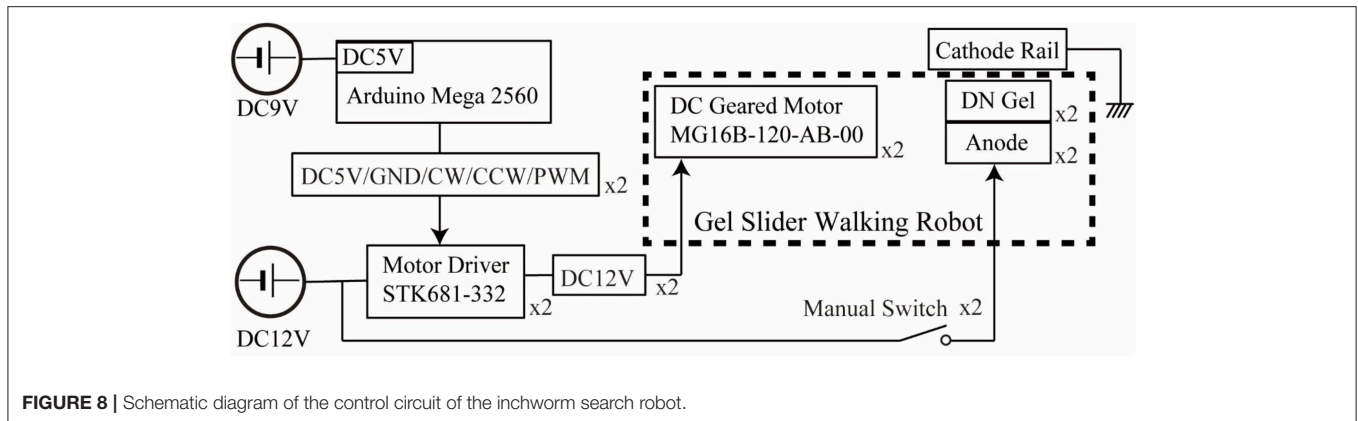 DC9V
DC5V
Arduino Mega 2560
DC5V/GND/CW/CCW/PWM x2
DC12V
Motor Driver
STK681-332
x2
DC12V
x2
DC Geared Motor
MG16B-120-AB-00
x2
Cathode Rail
DN Gel
x2
Anode
x2
Gel Slider Walking Robot
Manual Switch x2
FIGURE 8 | Schematic diagram of the control circuit of the inchworm search robot.